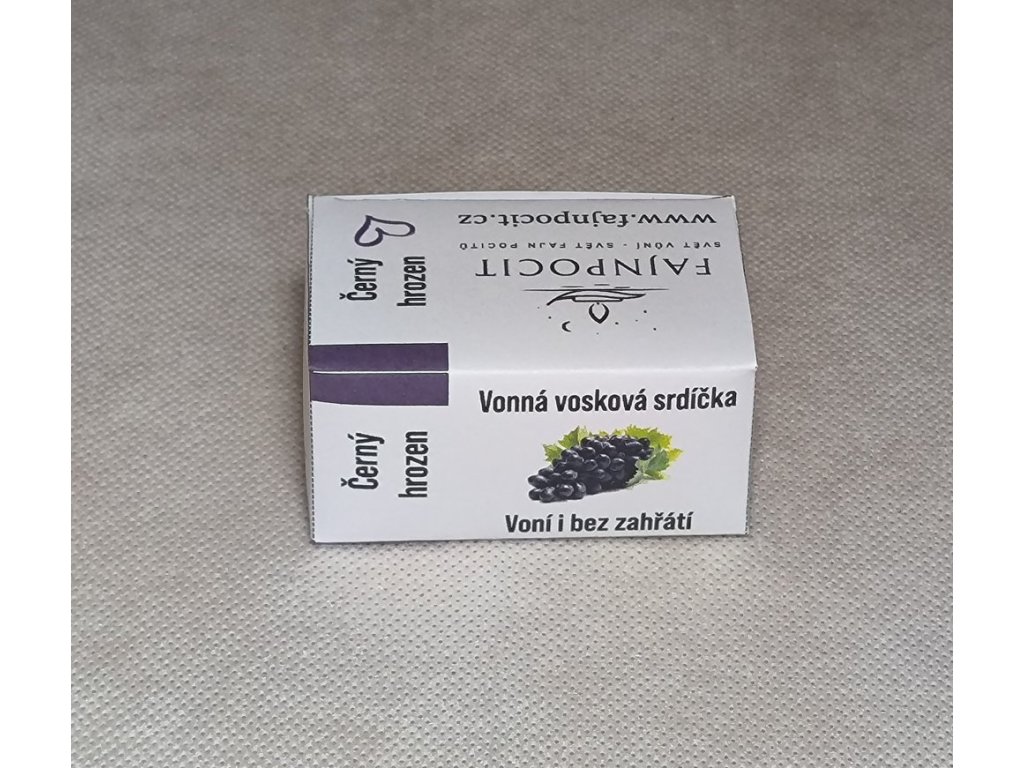 FAJNPOCIT
SVĚT VŮNÍ - SVĚT FAJN POCITŮ
www.fajnpocit.cz
Černý
hrozen
Vonná vosková srdíčka
Voní i bez zahřátí
Černý
hrozen